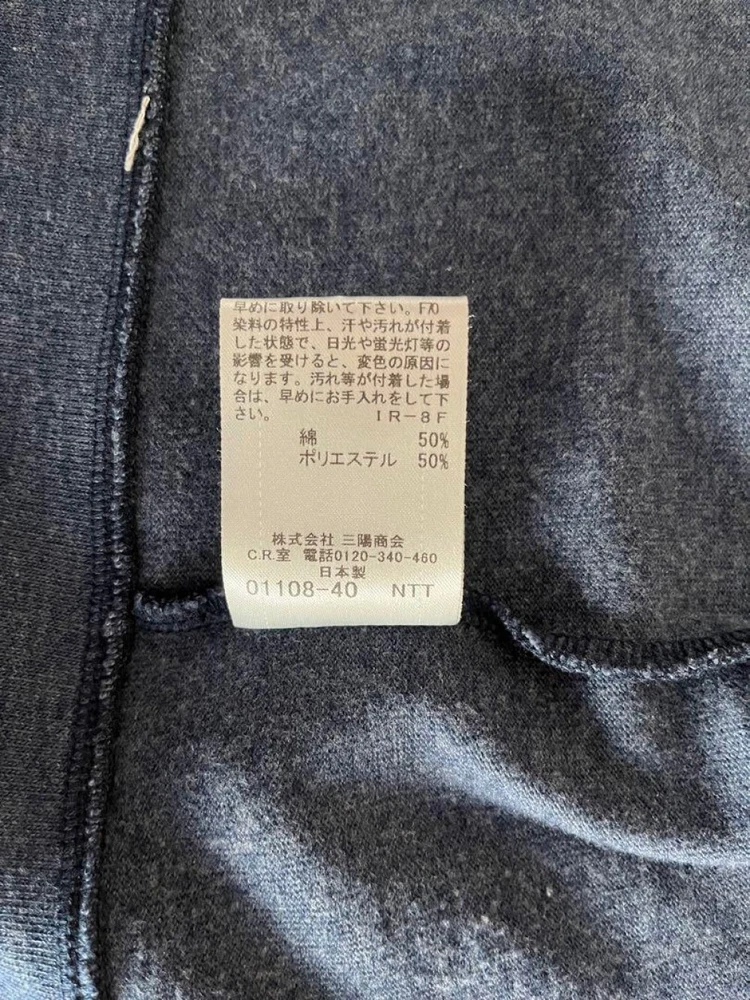 早めに取り除いて下さい。F/O
染料の特性上、汗や汚れが付着
した状態で、日光や蛍光灯等の
影響を受けると、変色の原因に
なります。汚れ等が付着した場
合は、早めにお手入れをして下
さい。 IR-8F
綿 50%
ポリエステル 50%
株式会社 三陽商会
C.R.室 電話0120-340-460
日本製
01108-40 NTT